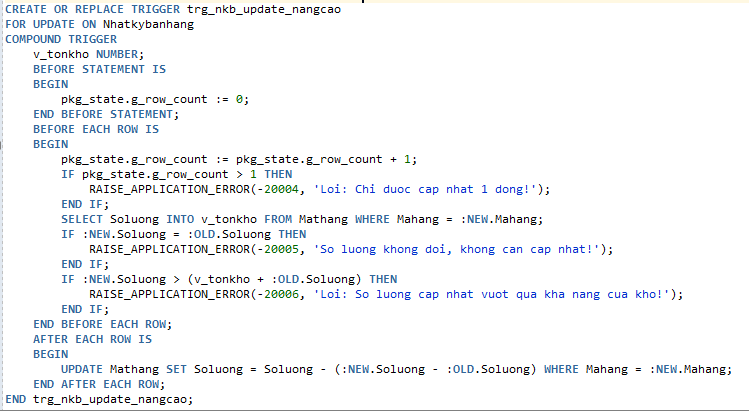 CREATE OR REPLACE TRIGGER trg_nkb_update_nangcao
FOR UPDATE ON Nhatkybanhang
COMPOUND TRIGGER
    v_tonkho NUMBER;
    BEFORE STATEMENT IS
    BEGIN
        pkg_state.g_row_count := 0;
    END BEFORE STATEMENT;
    BEFORE EACH ROW IS
    BEGIN
        pkg_state.g_row_count := pkg_state.g_row_count + 1;
        IF pkg_state.g_row_count > 1 THEN
            RAISE_APPLICATION_ERROR(-20004, 'Loi: Chi duoc cap nhat 1 dong!');
        END IF;
        SELECT Soluong INTO v_tonkho FROM Mathang WHERE Mahang = :NEW.Mahang;
        IF :NEW.Soluong = :OLD.Soluong THEN
            RAISE_APPLICATION_ERROR(-20005, 'So luong khong doi, khong can cap nhat!');
        END IF;
        IF :NEW.Soluong > (v_tonkho + :OLD.Soluong) THEN
            RAISE_APPLICATION_ERROR(-20006, 'Loi: So luong cap nhat vuot qua kha nang cua kho!');
        END IF;
    END BEFORE EACH ROW;
    AFTER EACH ROW IS
    BEGIN
        UPDATE Mathang SET Soluong = Soluong - (:NEW.Soluong - :OLD.Soluong) WHERE Mahang = :NEW.Mahang;
    END AFTER EACH ROW;
END trg_nkb_update_nangcao;